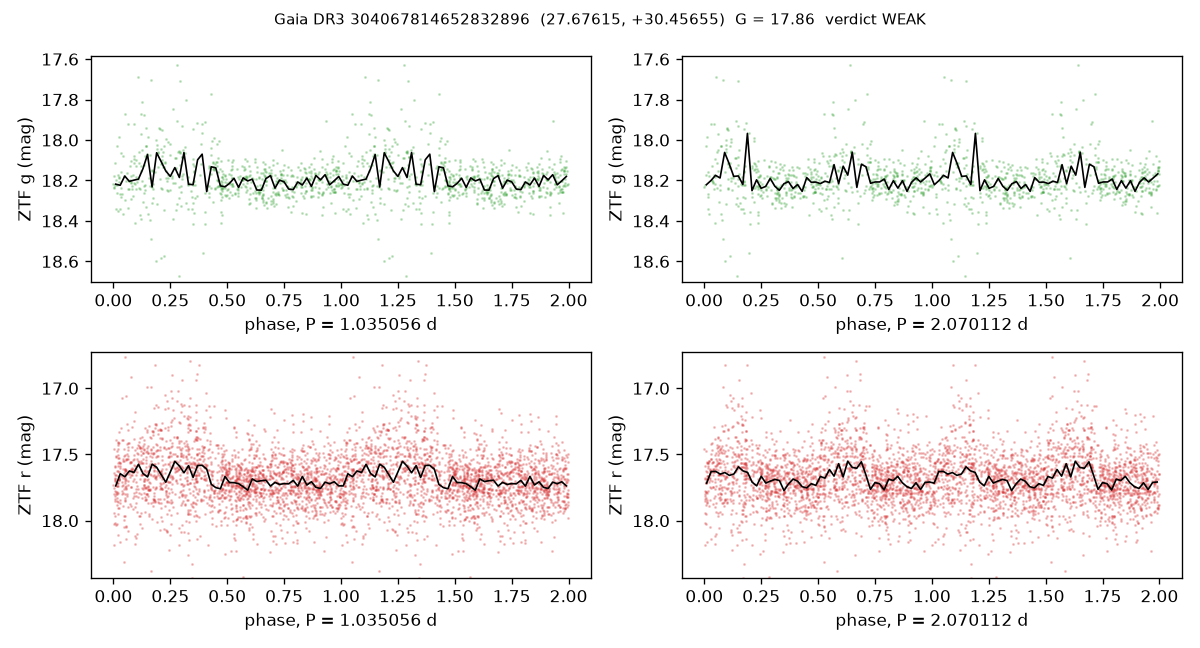 Gaia DR3 304067814652832896 (27.67615, +30.45655) G = 17.86 verdict WEAK
17.6
17.8
18.0
18.2
18.4
18.6
ZTF g (mag)
0.00 0.25 0.50 0.75 1.00 1.25 1.50 1.75 2.00
phase, P = 1.035056 d
17.6
17.8
18.0
18.2
18.4
18.6
ZTF g (mag)
0.00 0.25 0.50 0.75 1.00 1.25 1.50 1.75 2.00
phase, P = 2.070112 d
17.0
17.5
18.0
ZTF r (mag)
0.00 0.25 0.50 0.75 1.00 1.25 1.50 1.75 2.00
phase, P = 1.035056 d
17.0
17.5
18.0
ZTF r (mag)
0.00 0.25 0.50 0.75 1.00 1.25 1.50 1.75 2.00
phase, P = 2.070112 d